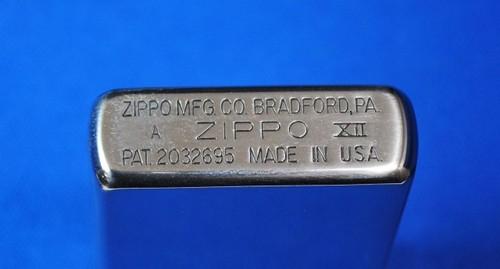 ZIPPO MFG. CO. BRADFORD, PA.
A ZIPPO XII
PAT. 2032695 MADE IN U.S.A.